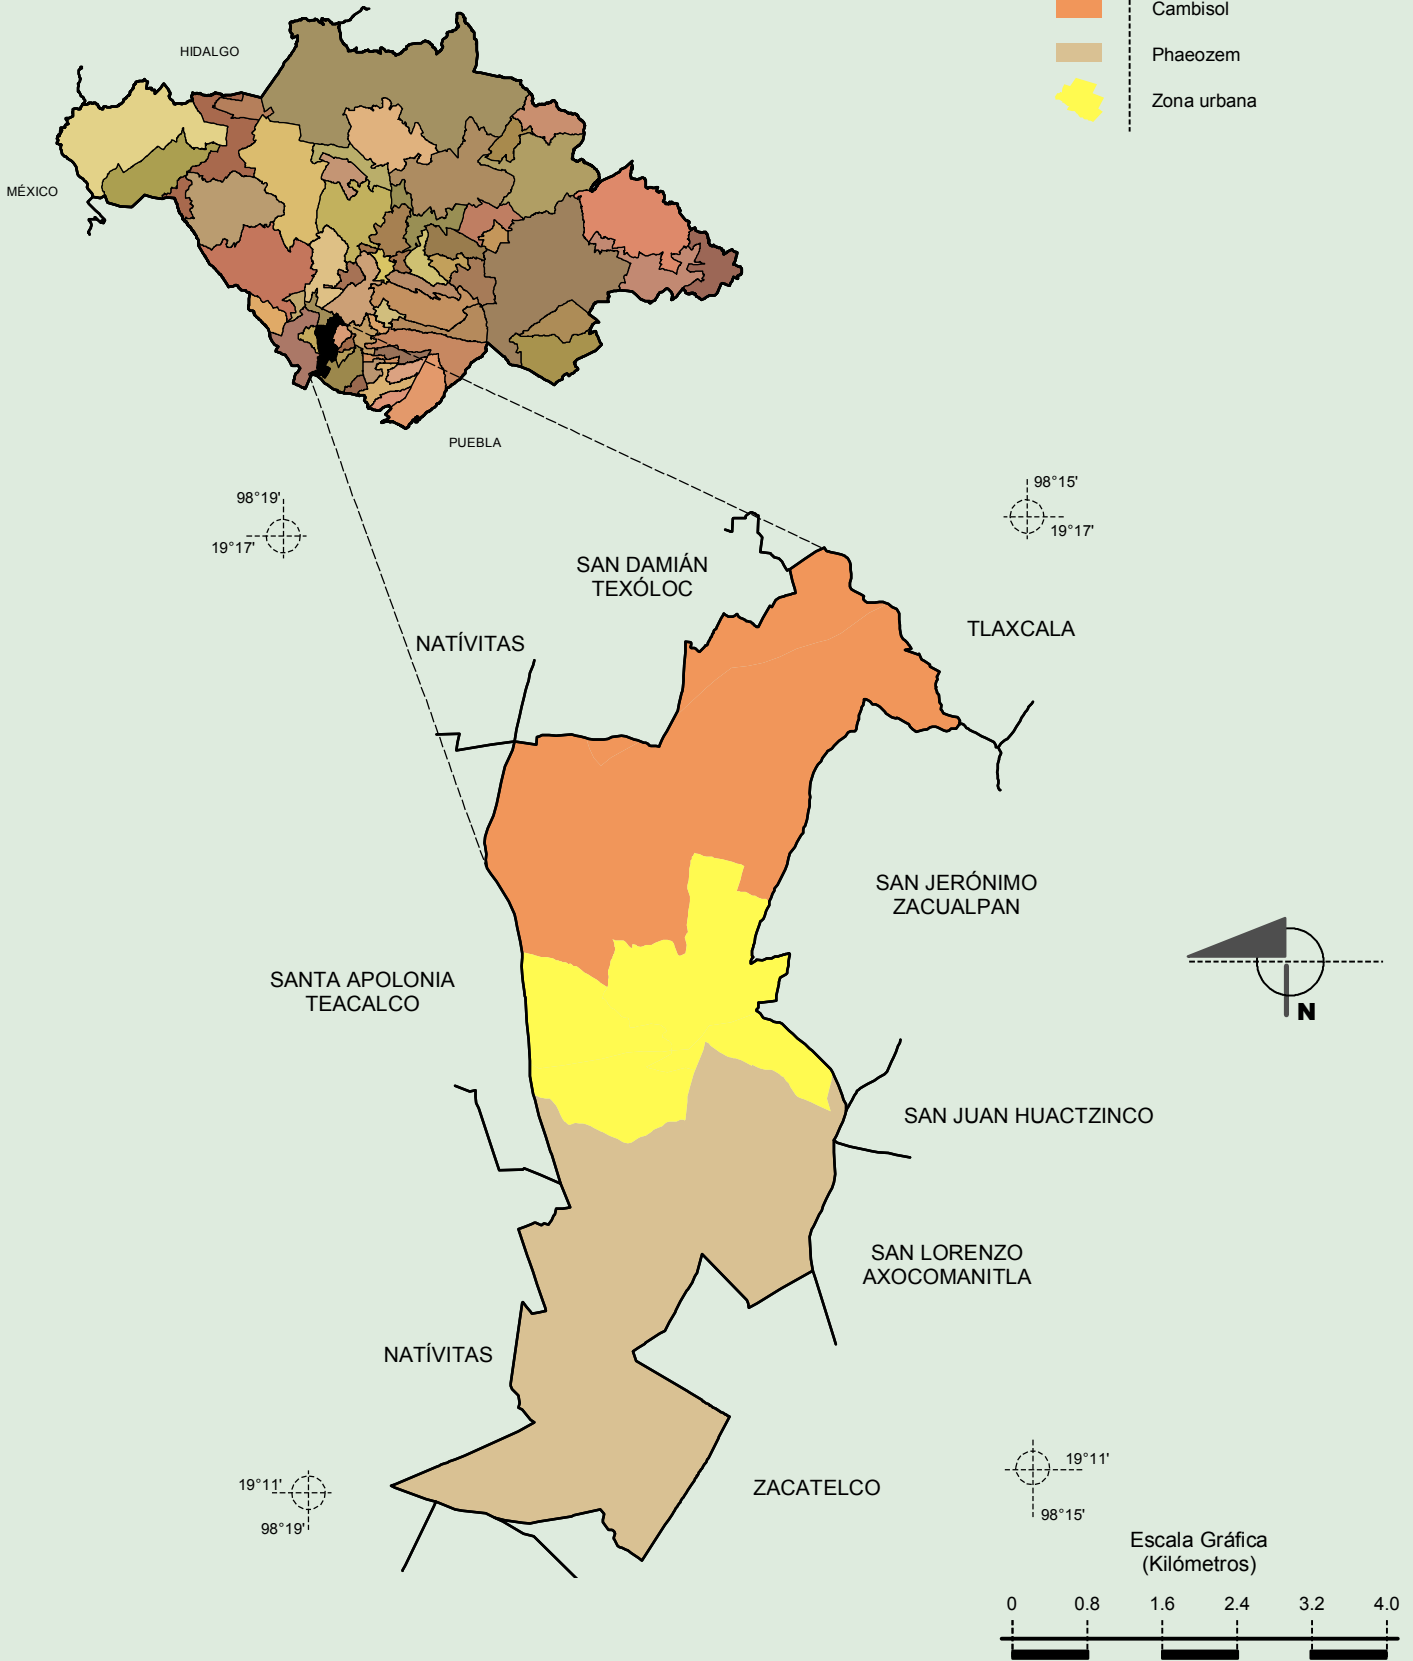 Cambisol
HIDALGO
Phaeozem
Zona urbana
MÉXICO
PUEBLA
98°15'
98°19'
19°17'
19°17'
SAN DAMIÁN
TEXÓLOC
TLAXCALA
NATÍVITAS
SAN JERÓNIMO
ZACUALPAN
SANTA APOLONIA
TEACALCO
N
SAN JUAN HUACTZINCO
SAN LORENZO
AXOCOMANITLA
NATÍVITAS
19°11'
19°11'
ZACATELCO
98°15'
98°19'
Escala Gráfica
(Kilómetros)
0 0.8 1.6 2.4 3.2 4.0